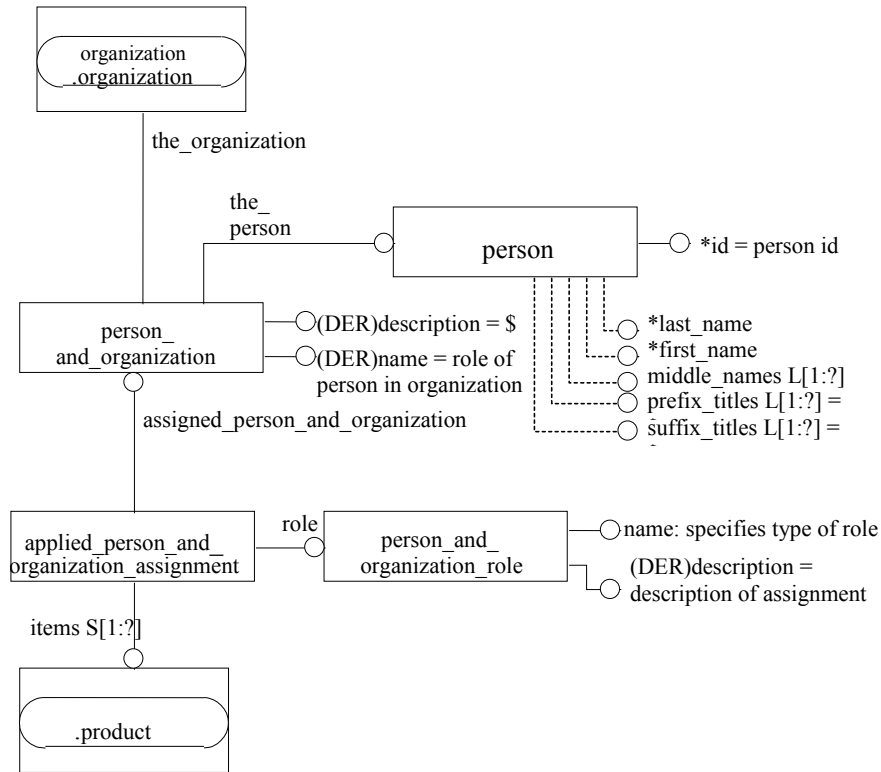 organization
.organization
the_organization
the_
person
person
*id = person id
person_
and_organization
(DER)description = $
(DER)name = role of
person in organization
*last_name
*first_name
middle_names L[1:?]
prefix_titles L[1:?] =
suffix_titles L[1:?] =
assigned_person_and_organization
applied_person_and_
organization_assignment
role
person_and_
organization_role
name: specifies type of role
(DER)description =
description of assignment
items S[1:?]
.product